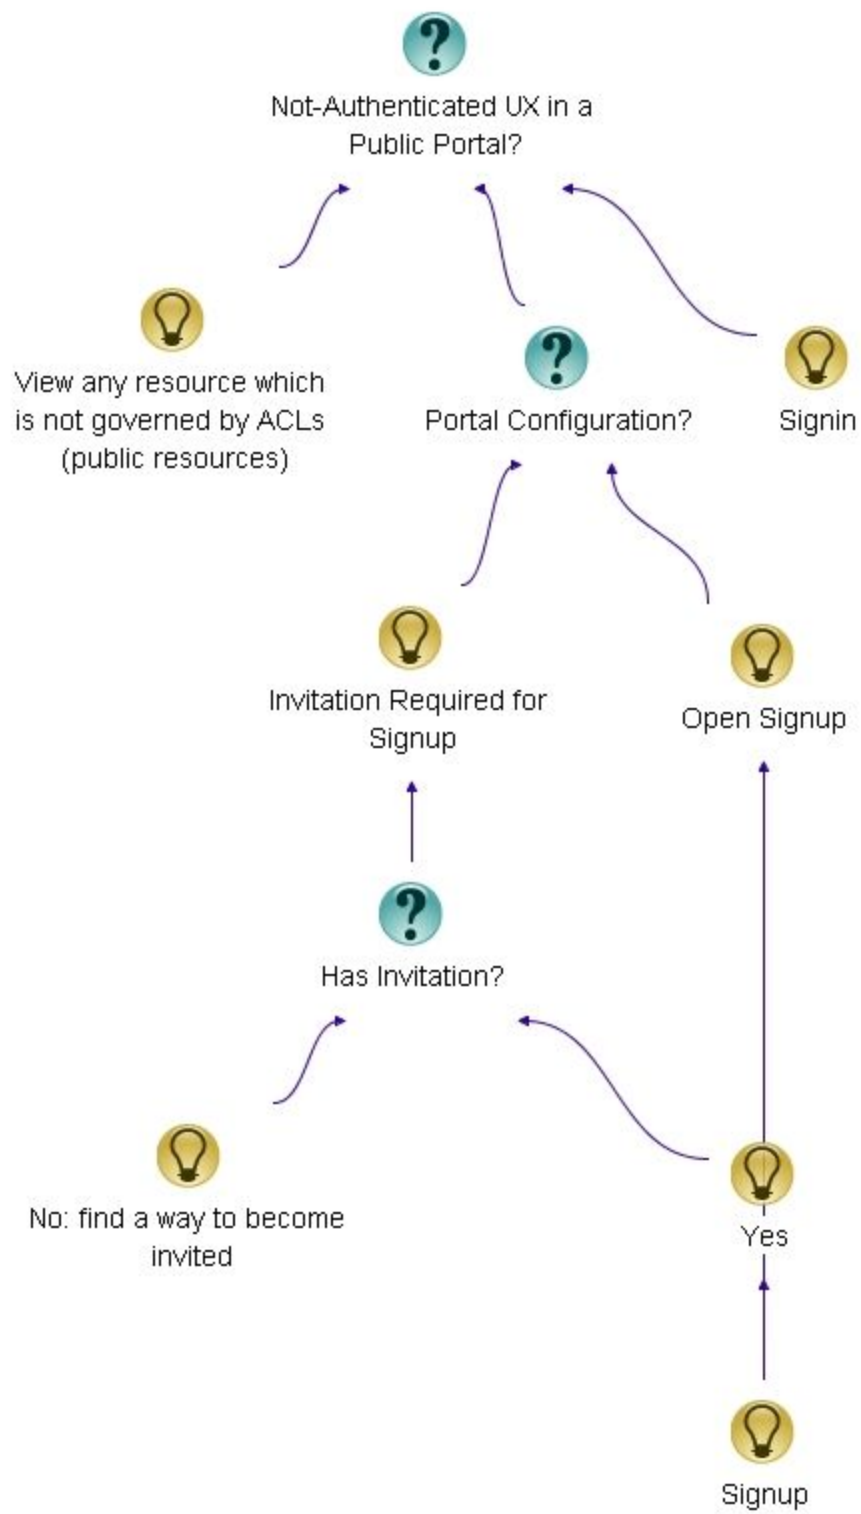 Not-Authenticated UX in a
Public Portal?
View any resource which
is not governed by ACLs
(public resources)
Portal Configuration?
Signin
Invitation Required for
Signup
Open Signup
Has Invitation?
No: find a way to become
invited
Yes
Signup